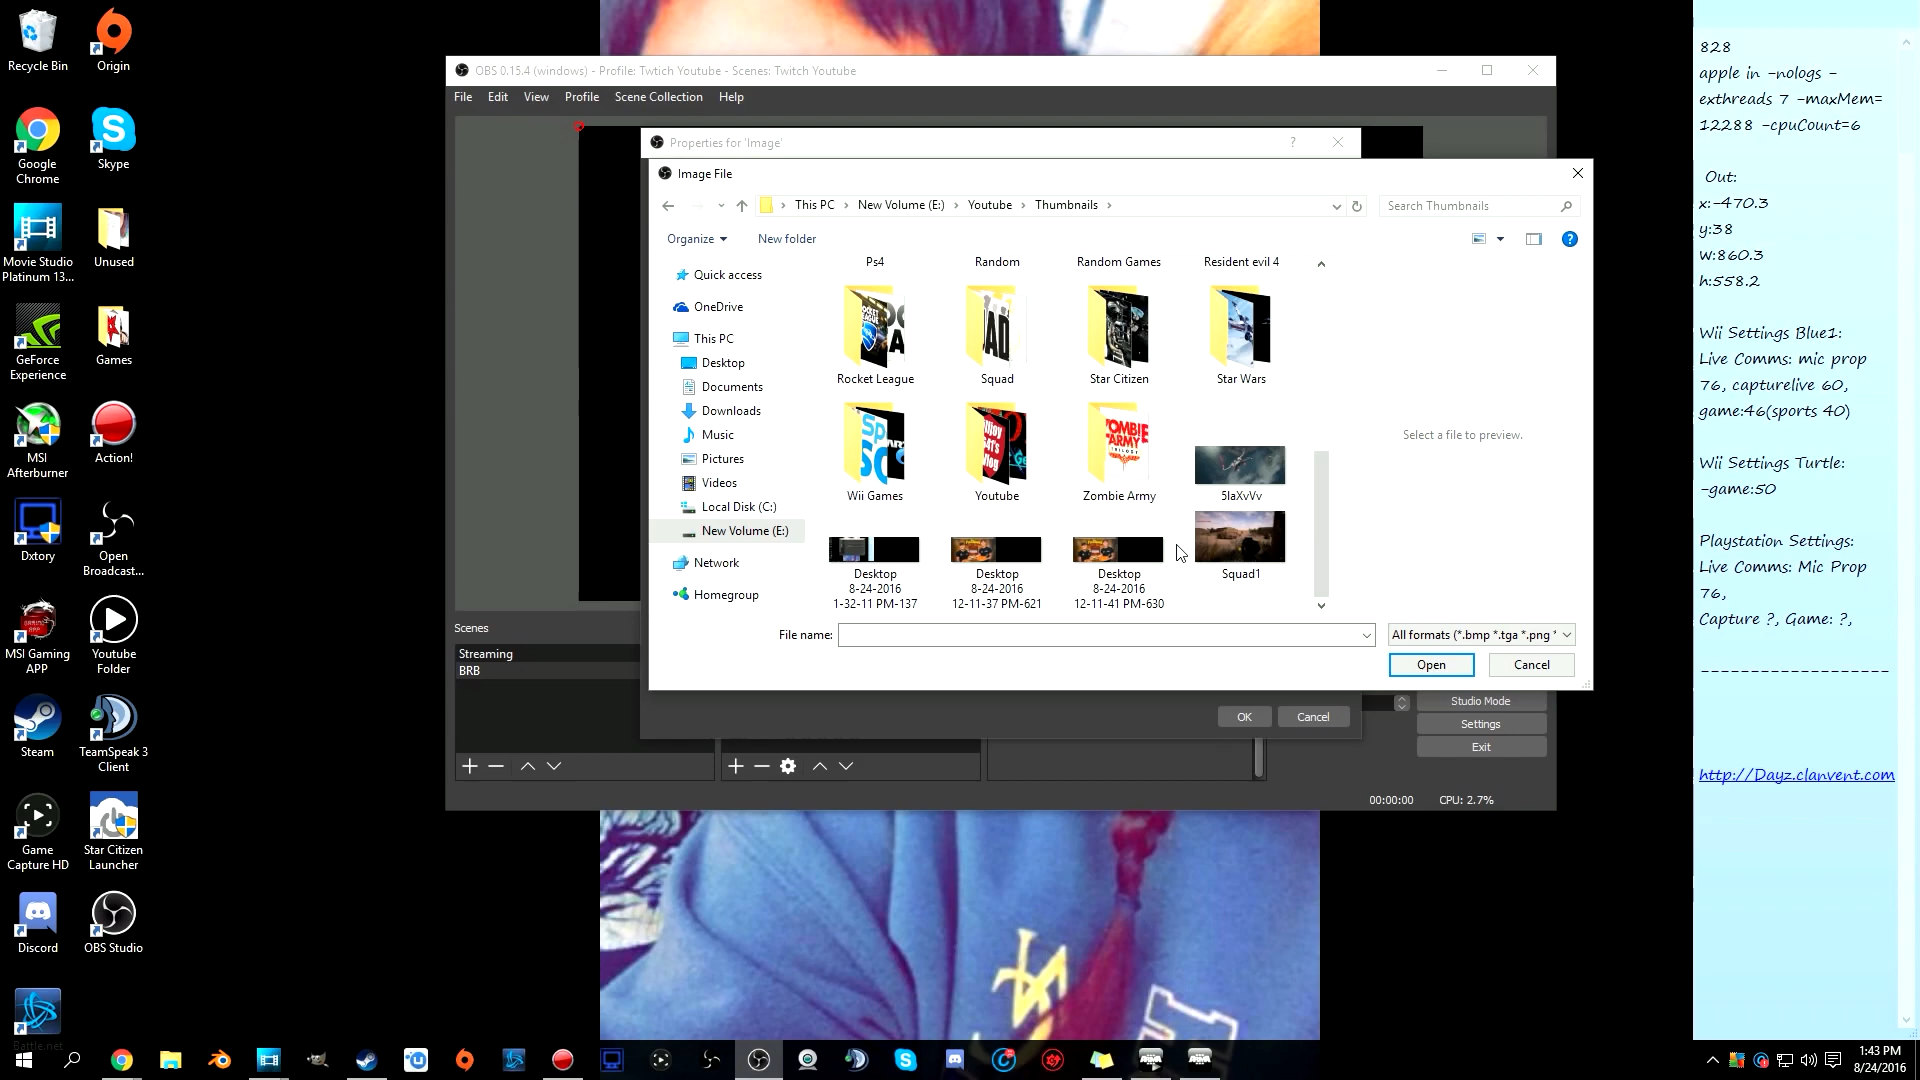 Recycle Bin
Origin
Google
Chrome
Skype
Movie Studio
Platinum 13...
Unused
GeForce
Experience
Games
MSI
Afterburner
Action!
Dxtory
Open
Broadcast...
MSI Gaming
APP
Youtube
Folder
Steam
TeamSpeak 3
Client
Game
Capture HD
Star Citizen
Launcher
Discord
OBS Studio
Battle.net
OBS 0.15.4 (windows) - Profile: Twtich Youtube - Scenes: Twitch Youtube
File Edit View Profile Scene Collection Help
Properties for 'Image'
?
Image File
This PC > New Volume (E:) > Youtube > Thumbnails >
Search Thumbnails
Organize
New folder
Quick access
OneDrive
This PC
Desktop
Documents
Downloads
Music
Pictures
Videos
Local Disk (C:)
New Volume (E:)
Network
Homegroup
Ps4
Random
Random Games
Resident evil 4
Rocket League
Squad
Star Citizen
Star Wars
Wii Games
Youtube
Zombie Army
5IaXvVv
Desktop
8-24-2016
1-32-11 PM-137
Desktop
8-24-2016
12-11-37 PM-621
Desktop
8-24-2016
12-11-41 PM-630
Squad1
Select a file to preview.
File name:
All formats (*.bmp *.tga *.png *
Open
Cancel
OK
Cancel
Scenes
Streaming
BRB
Studio Mode
Settings
Exit
00:00:00
CPU: 2.7%
828
apple in -nologs -
exthreads 7 -maxMem=
12288 -cpuCount=6
Out:
x:-470.3
y:38
w:860.3
h:558.2
Wii Settings Blue1:
Live Comms: mic prop
76, capturelive 60,
game:46(sports 40)
Wii Settings Turtle:
-game:50
Playstation Settings:
Live Comms: Mic Prop
76,
Capture ?, Game: ?,
--------------------
http://Dayz.clanvent.com
1:43 PM
8/24/2016